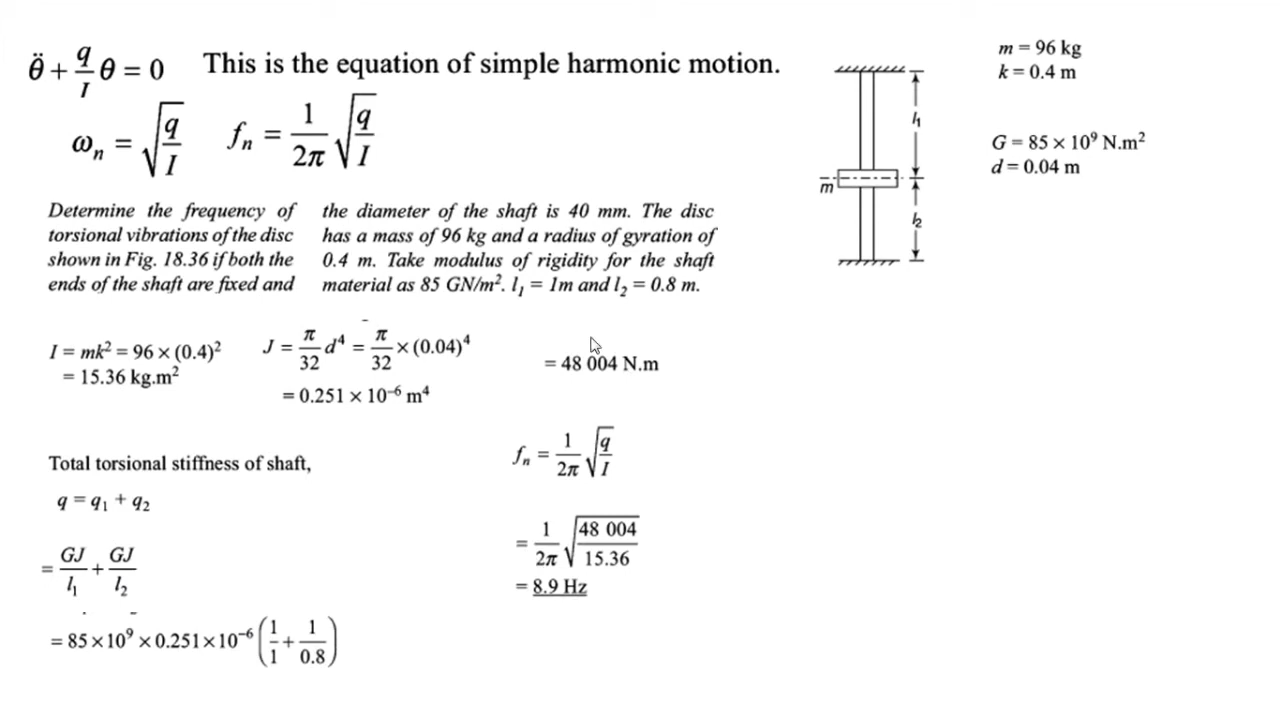 θ̈ + q/I θ = 0 This is the equation of simple harmonic motion.
ωₙ = √(q/I) fₙ = 1/2π √(q/I)
Determine the frequency of
torsional vibrations of the disc
shown in Fig. 18.36 if both the
ends of the shaft are fixed and
the diameter of the shaft is 40 mm. The disc
has a mass of 96 kg and a radius of gyration of
0.4 m. Take modulus of rigidity for the shaft
material as 85 GN/m². l₁ = 1m and l₂ = 0.8 m.
I = mk² = 96 × (0.4)²
= 15.36 kg.m²
J = π/32 d⁴ = π/32 × (0.04)⁴
= 0.251 × 10⁻⁶ m⁴
Total torsional stiffness of shaft,
q = q₁ + q₂
= GJ/l₁ + GJ/l₂
= 85 × 10⁹ × 0.251 × 10⁻⁶ (1/1 + 1/0.8)
= 48 004 N.m
fₙ = 1/2π √(q/I)
= 1/2π √(48 004/15.36)
= 8.9 Hz
l₁
m
l₂
m = 96 kg
k = 0.4 m
G = 85 × 10⁹ N.m²
d = 0.04 m